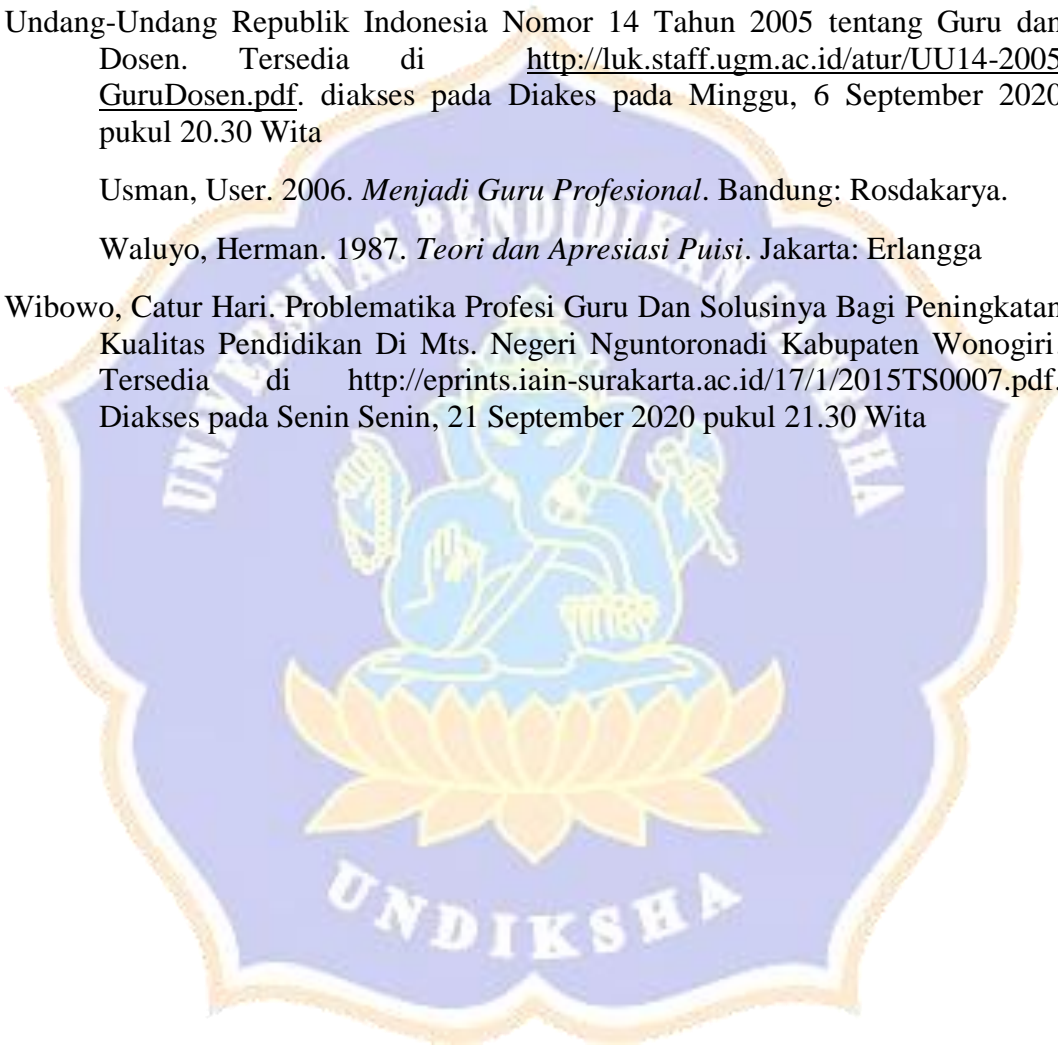 Undang-Undang Republik Indonesia Nomor 14 Tahun 2005 tentang Guru dan
Dosen. Tersedia di http://luk.staff.ugm.ac.id/atur/UU14-2005
GuruDosen.pdf. diakses pada Diakes pada Minggu, 6 September 2020
pukul 20.30 Wita
Usman, User. 2006. Menjadi Guru Profesional. Bandung: Rosdakarya.
Waluyo, Herman. 1987. Teori dan Apresiasi Puisi. Jakarta: Erlangga
Wibowo, Catur Hari. Problematika Profesi Guru Dan Solusinya Bagi Peningkatan
Kualitas Pendidikan Di Mts. Negeri Nguntoronadi Kabupaten Wonogiri.
Tersedia di http://eprints.iain-surakarta.ac.id/17/1/2015TS0007.pdf.
Diakses pada Senin Senin, 21 September 2020 pukul 21.30 Wita
UNIVERSITAS PENDIDIKAN GANESHA
UNDIKSHA